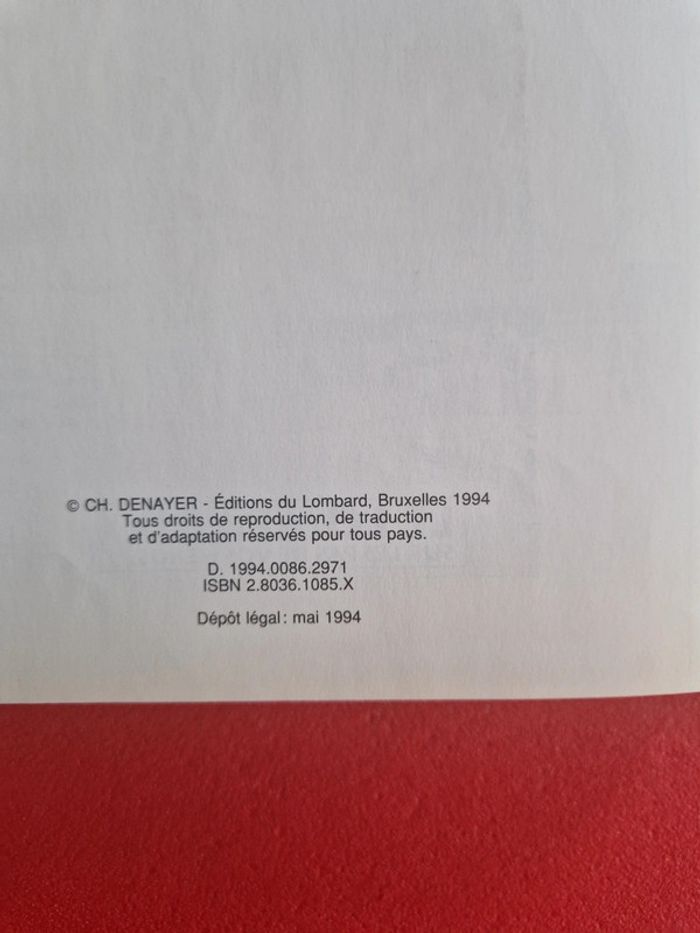 © CH. DENAYER - Éditions du Lombard, Bruxelles 1994
Tous droits de reproduction, de traduction
et d'adaptation réservés pour tous pays.
D. 1994.0086.2971
ISBN 2.8036.1085.X
Dépôt légal : mai 1994